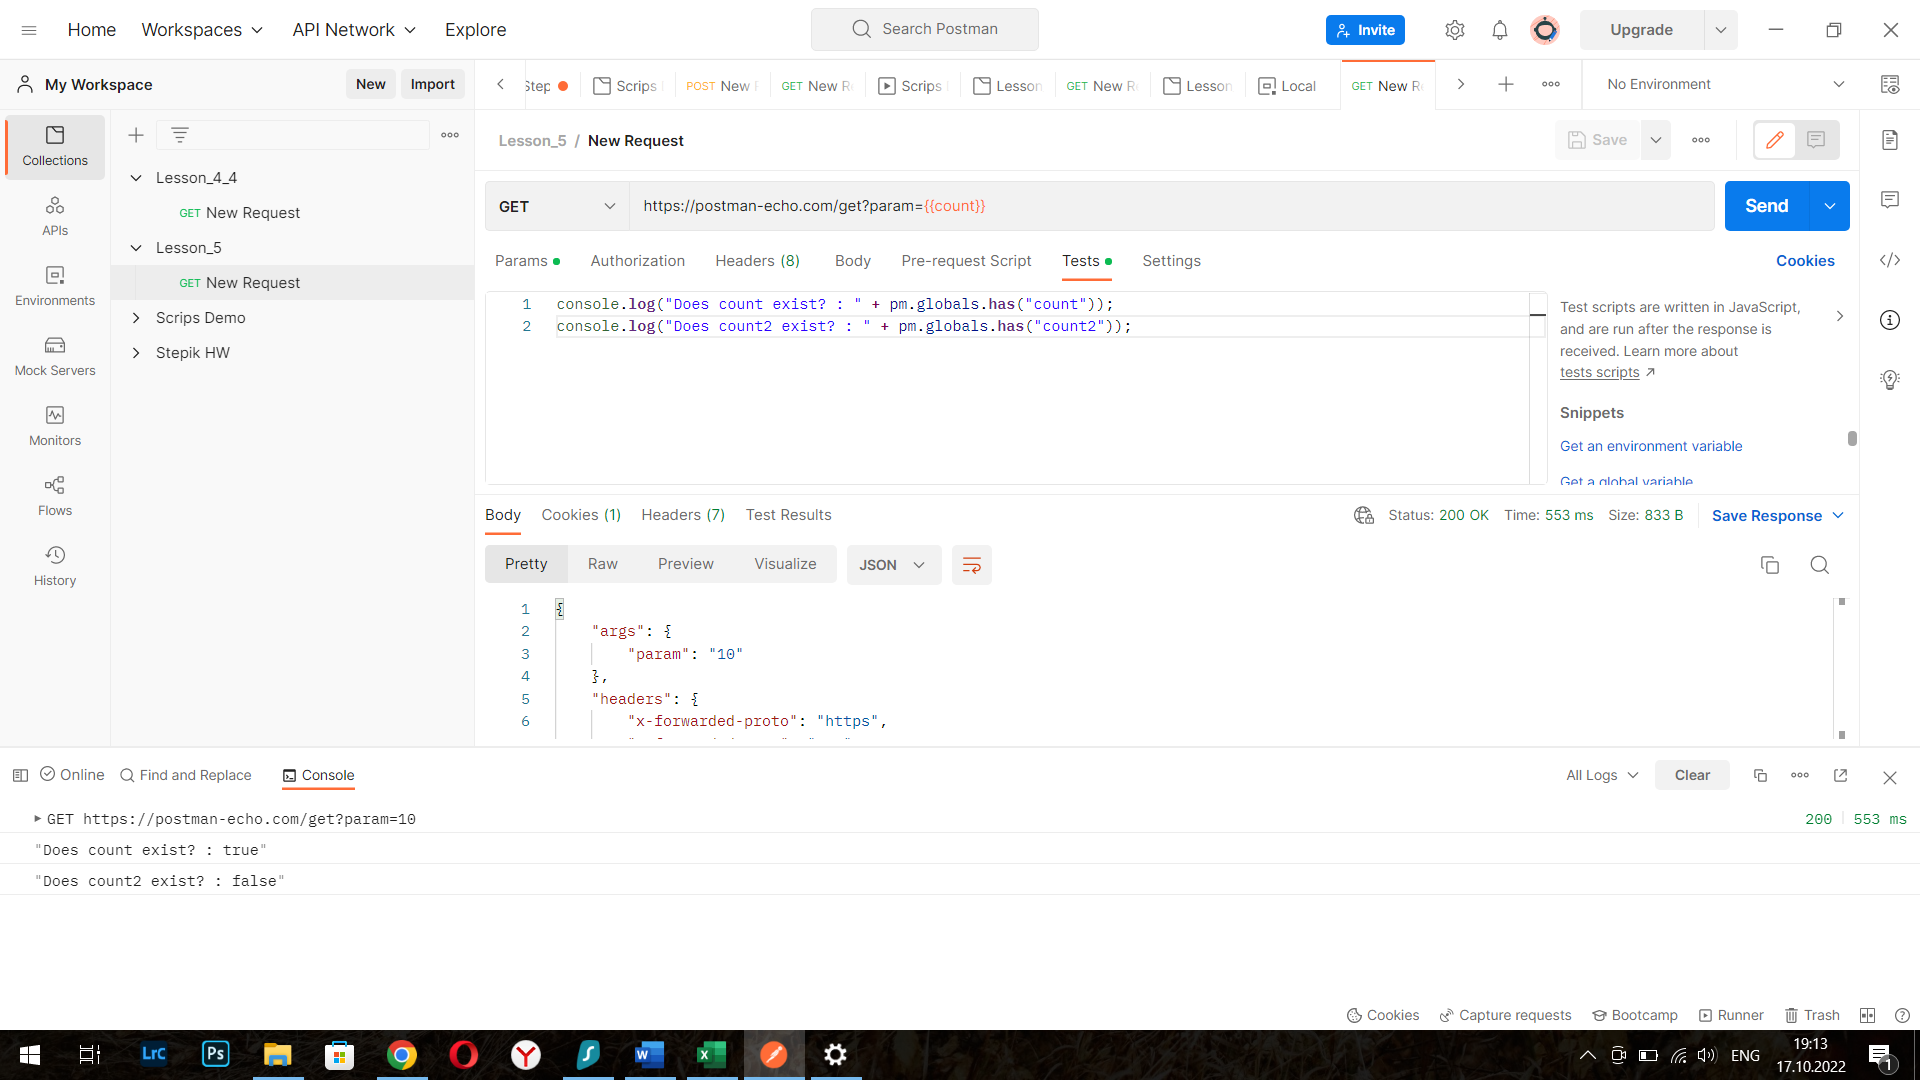 Home Workspaces API Network Explore Search Postman Invite Upgrade
My Workspace New Import
Step Scrips POST New GET New R Scrips Lesson GET New R Lesson Local GET New R No Environment
Collections
APIs
Environments
Mock Servers
Monitors
Flows
History
Lesson_4_4
GET New Request
Lesson_5
GET New Request
Scrips Demo
Stepik HW
Lesson_5 / New Request Save
GET https://postman-echo.com/get?param={{count}} Send
Params Authorization Headers (8) Body Pre-request Script Tests Settings Cookies
1 console.log("Does count exist? : " + pm.globals.has("count"));
2 console.log("Does count2 exist? : " + pm.globals.has("count2"));
Test scripts are written in JavaScript,
and are run after the response is
received. Learn more about
tests scripts
Snippets
Get an environment variable
Get a global variable
Body Cookies (1) Headers (7) Test Results Status: 200 OK Time: 553 ms Size: 833 B Save Response
Pretty Raw Preview Visualize JSON
1 {
2 "args": {
3 "param": "10"
4 },
5 "headers": {
6 "x-forwarded-proto": "https",
Online Find and Replace Console All Logs Clear
GET https://postman-echo.com/get?param=10 200 553 ms
"Does count exist? : true"
"Does count2 exist? : false"
Cookies Capture requests Bootcamp Runner Trash
LrC Ps W X ENG 19:13
17.10.2022 1